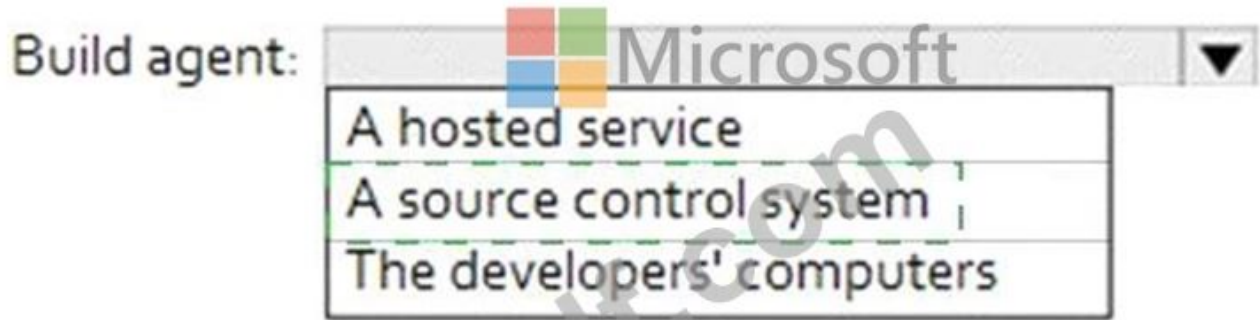 Build agent:
Microsoft
A hosted service
A source control system
The developers' computers